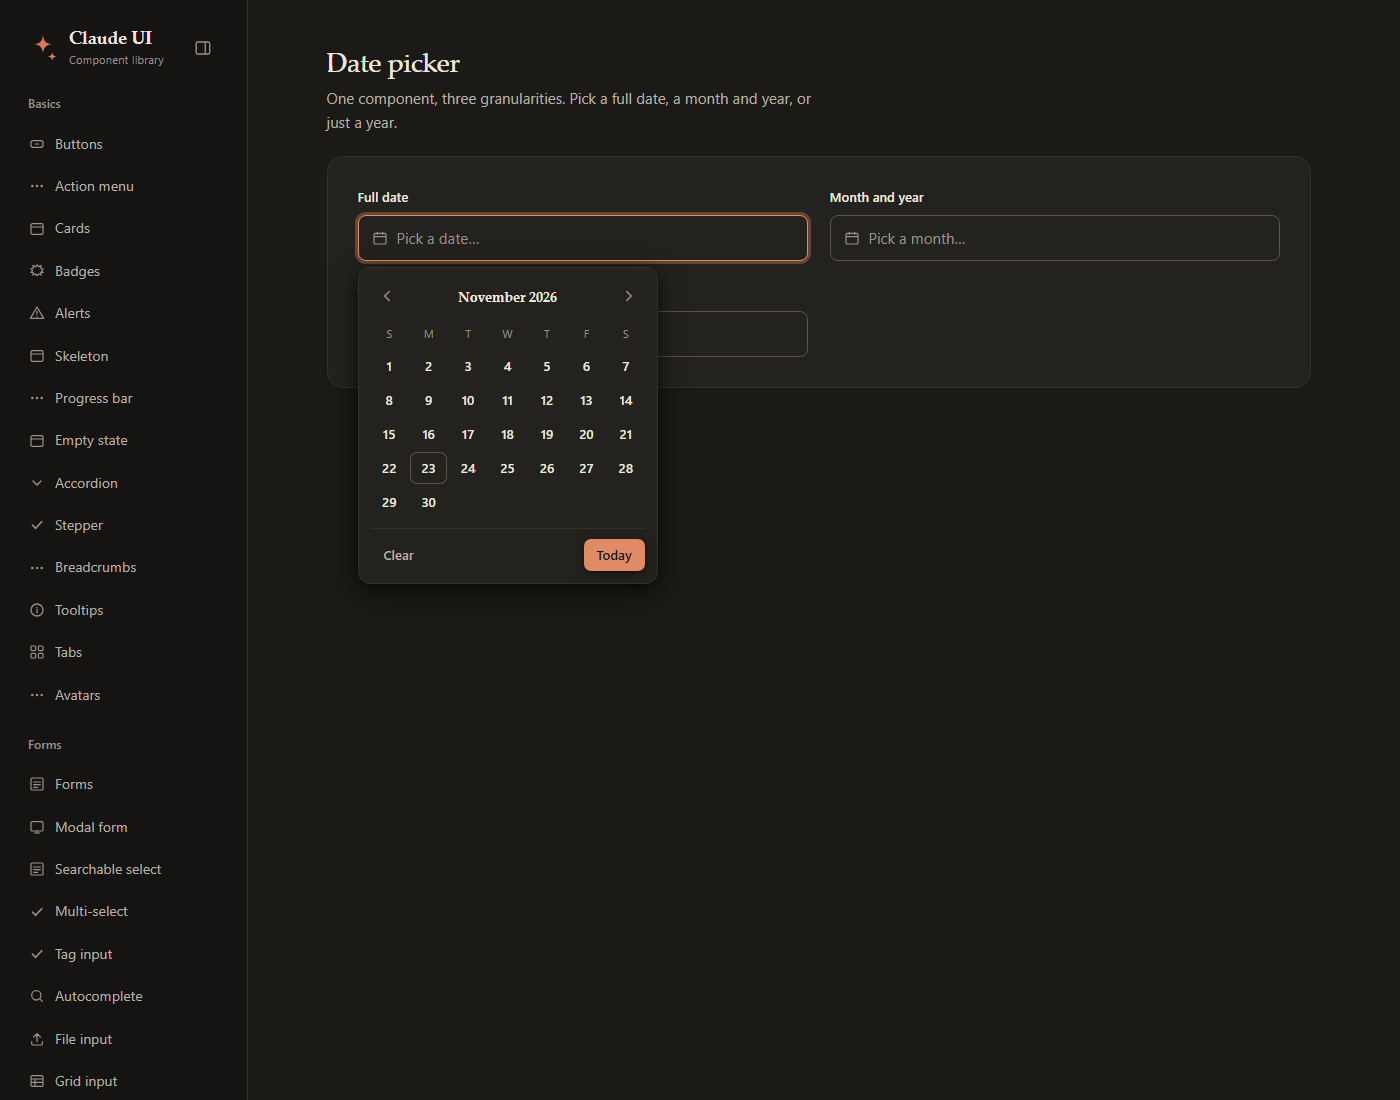 Claude UI
Component library
Basics
Buttons
Action menu
Cards
Badges
Alerts
Skeleton
Progress bar
Empty state
Accordion
Stepper
Breadcrumbs
Tooltips
Tabs
Avatars
Forms
Forms
Modal form
Searchable select
Multi-select
Tag input
Autocomplete
File input
Grid input
Date picker
One component, three granularities. Pick a full date, a month and year, or
just a year.
Full date
Pick a date...
Month and year
Pick a month...
November 2026
S M T W T F S
1 2 3 4 5 6 7
8 9 10 11 12 13 14
15 16 17 18 19 20 21
22 23 24 25 26 27 28
29 30
Clear
Today